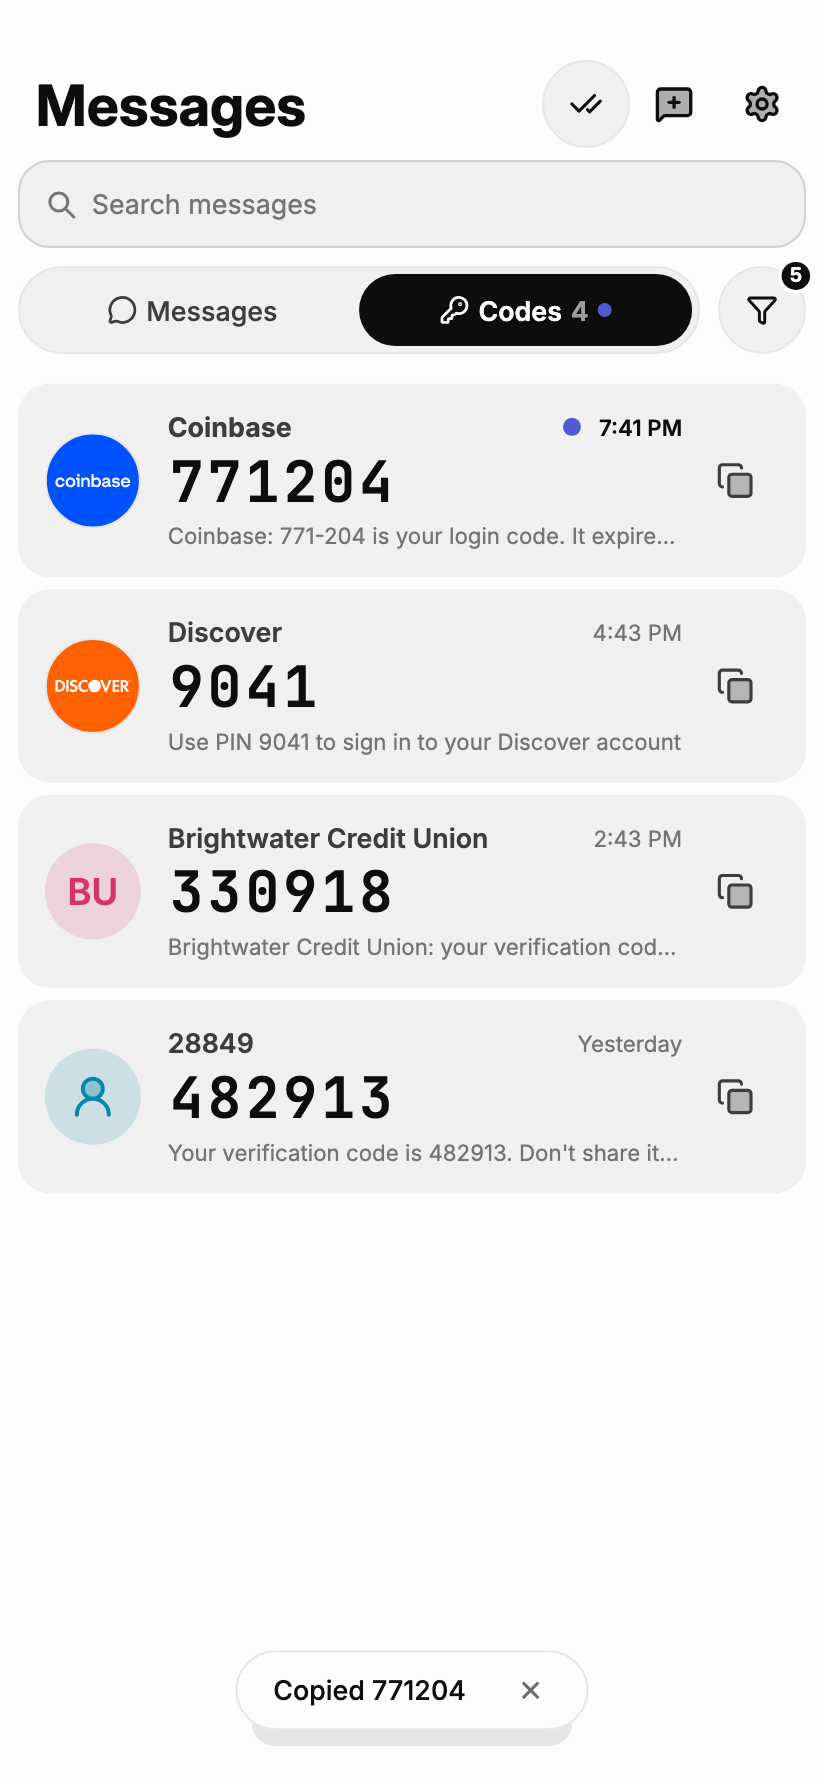 Messages
Search messages
Messages
Codes 4
5
Coinbase
7:41 PM
coinbase
771204
Coinbase: 771-204 is your login code. It expire...
Discover
4:43 PM
DISCOVER
9041
Use PIN 9041 to sign in to your Discover account
Brightwater Credit Union
2:43 PM
BU
330918
Brightwater Credit Union: your verification cod...
28849
Yesterday
482913
Your verification code is 482913. Don't share it...
Copied 771204